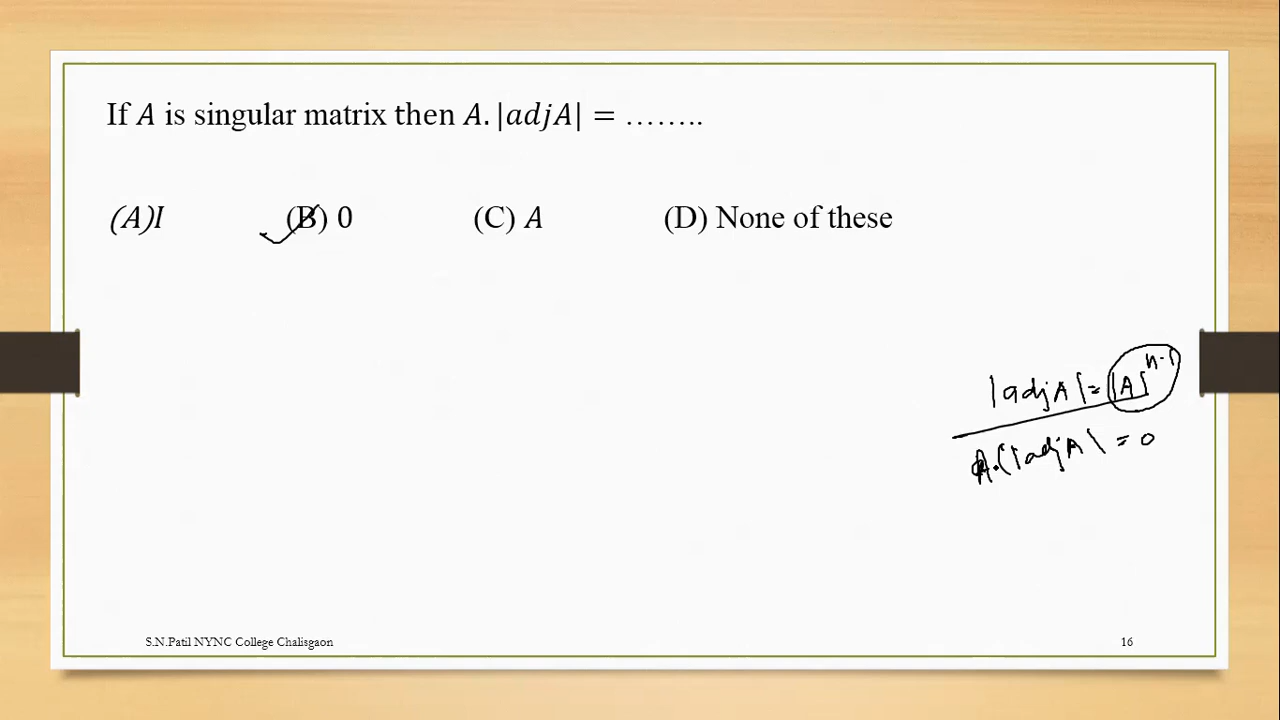 If A is singular matrix then A.|adjA| = ........
(A)I (B) 0 (C) A (D) None of these
|adjA| = |A|^n-1
A.(|adjA| = 0
S.N.Patil NYNC College Chalisgaon 16